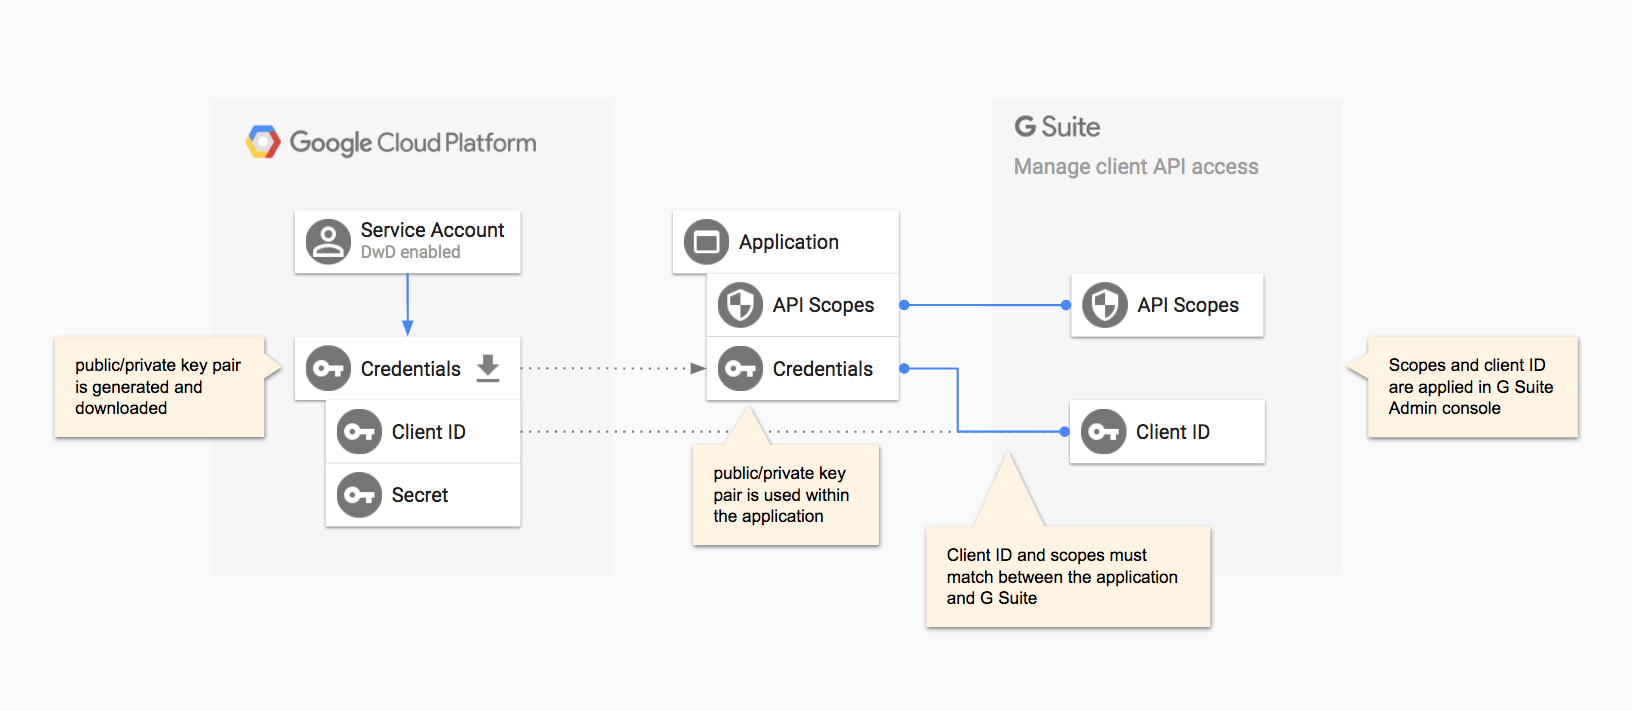 Google Cloud Platform
G Suite
Manage client API access
Service Account
DwD enabled
Application
API Scopes
API Scopes
public/private key pair
is generated and
downloaded
Credentials
Credentials
Scopes and client ID
are applied in G Suite
Admin console
Client ID
Client ID
Secret
public/private key
pair is used within
the application
Client ID and scopes must
match between the application
and G Suite